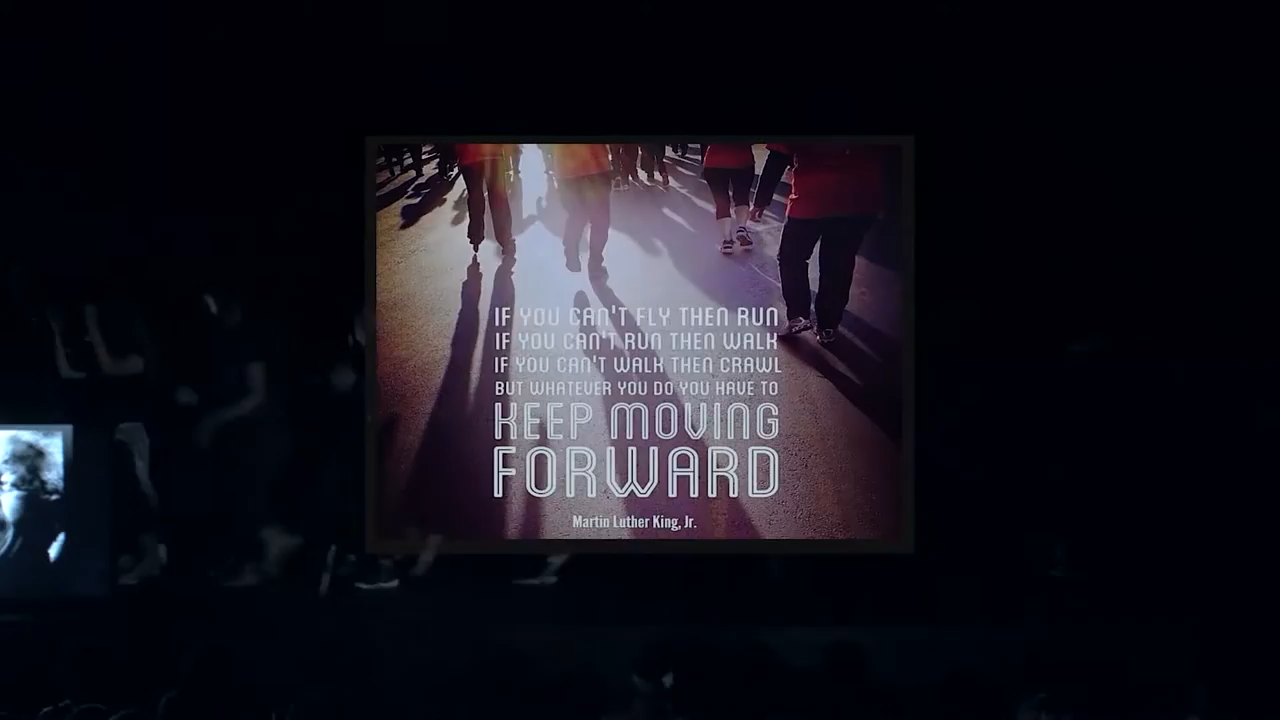 IF YOU CAN'T FLY THEN RUN
IF YOU CAN'T RUN THEN WALK
IF YOU CAN'T WALK THEN CRAWL
BUT WHATEVER YOU DO YOU HAVE TO
KEEP MOVING
FORWARD
Martin Luther King, Jr.